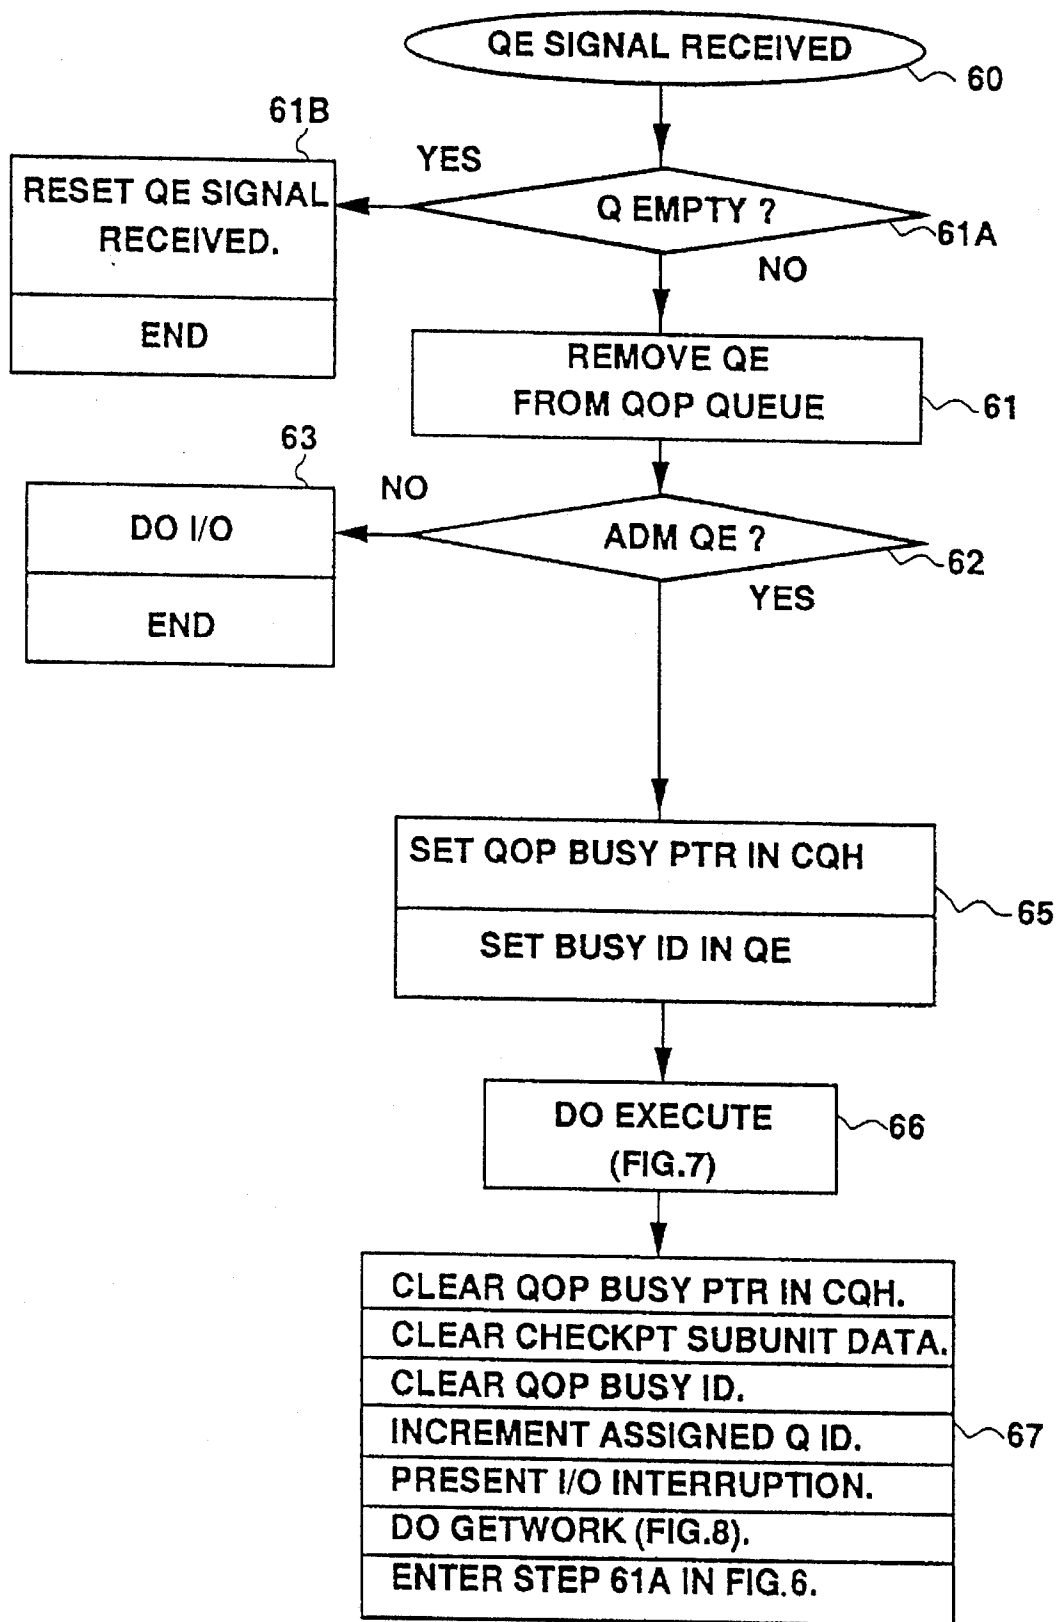 QE SIGNAL RECEIVED
60
61B
YES
RESET QE SIGNAL
RECEIVED.
Q EMPTY ?
61A
NO
END
REMOVE QE
FROM QOP QUEUE
61
63
NO
DO I/O
ADM QE ?
62
YES
END
SET QOP BUSY PTR IN CQH
65
SET BUSY ID IN QE
DO EXECUTE
66
(FIG.7)
CLEAR QOP BUSY PTR IN CQH.
CLEAR CHECKPT SUBUNIT DATA.
CLEAR QOP BUSY ID.
INCREMENT ASSIGNED Q ID.
67
PRESENT I/O INTERRUPTION.
DO GETWORK (FIG.8).
ENTER STEP 61A IN FIG.6.